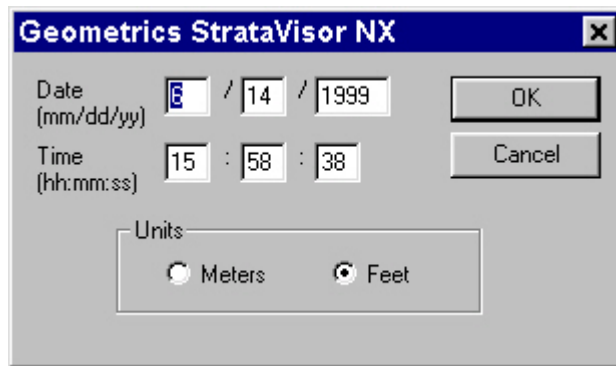 Geometrics StrataVisor NX
Date 6 / 14 / 1999 OK
(mm/dd/yy)
Time 15 : 58 : 38 Cancel
(hh:mm:ss)
Units
Meters Feet